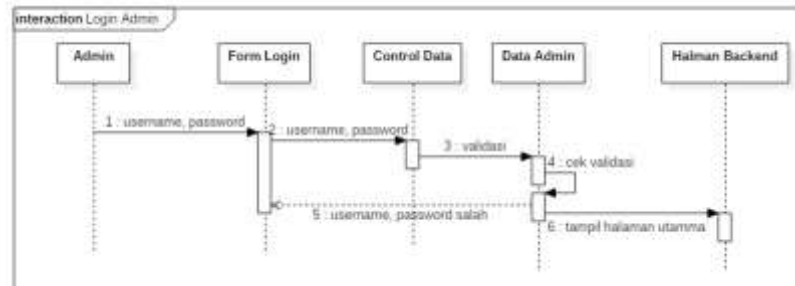 interaction Login Admin
Admin
Form Login
Control Data
Data Admin
Halman Backend
1 : username, password
2 : username, password
3 : validasi
4 : cek validasi
5 : username, password salah
6 : tampil halaman utamma